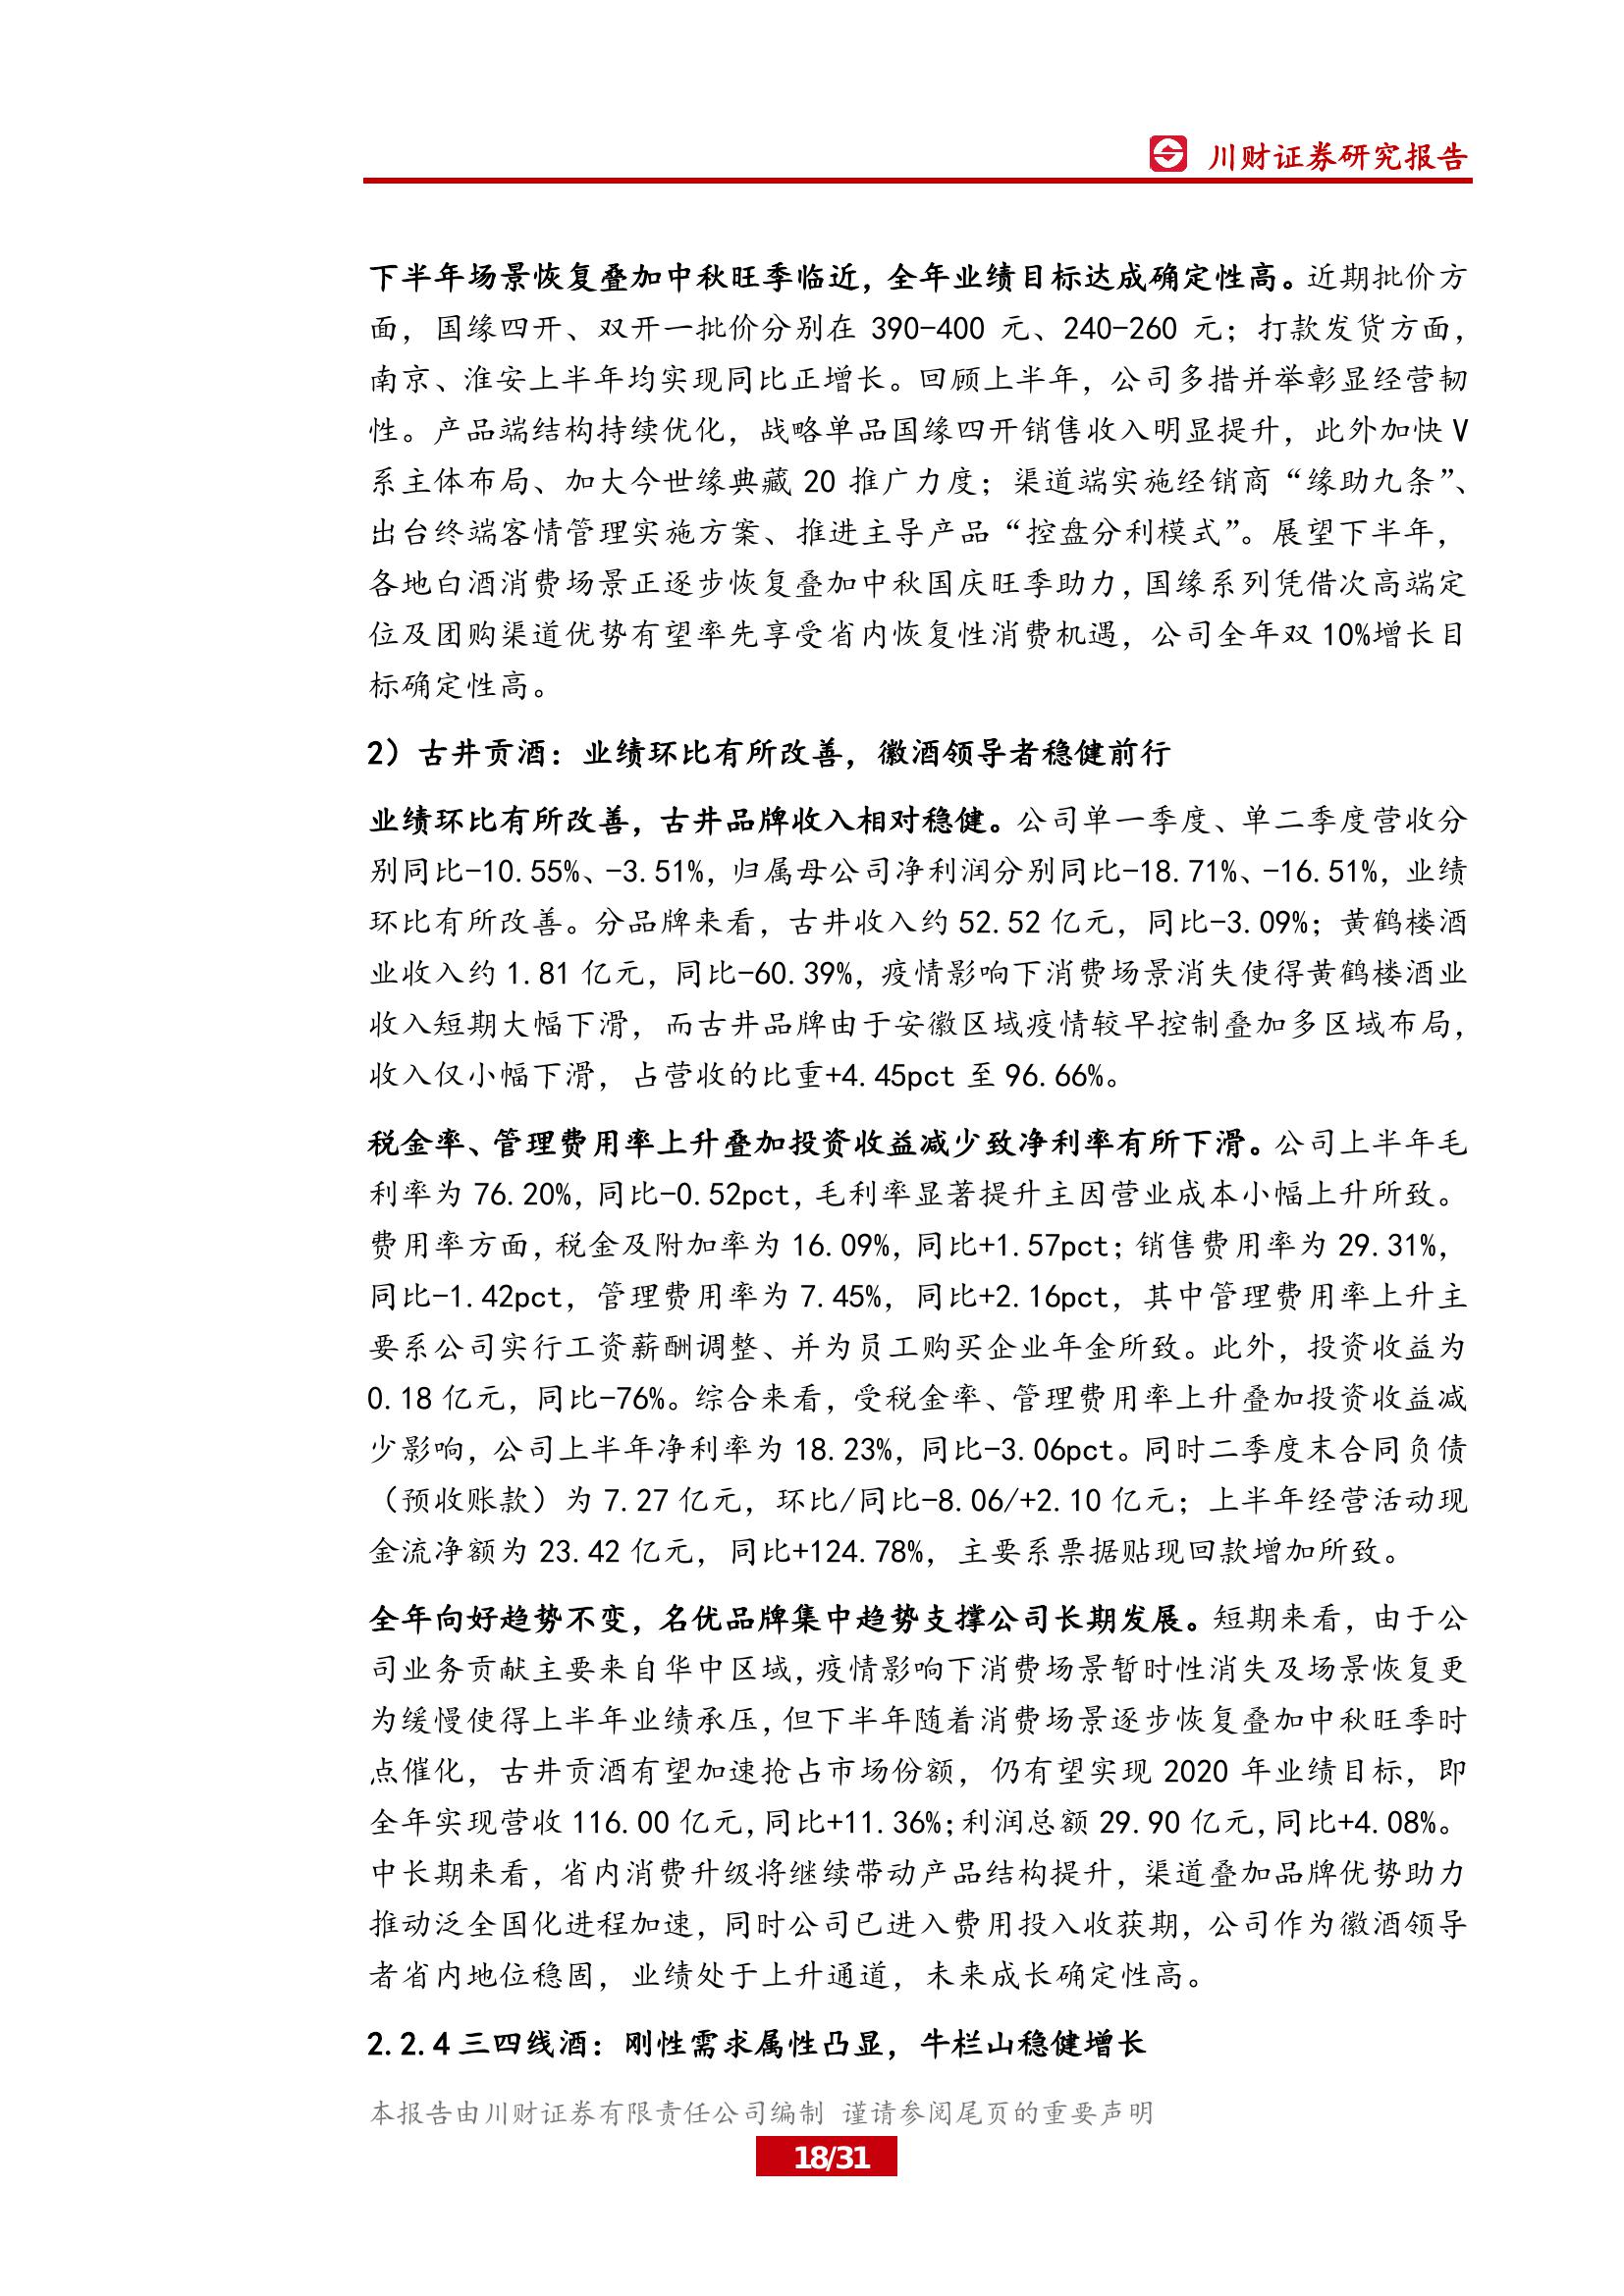 川财证券研究报告
下半年场景恢复叠加中秋旺季临近，全年业绩目标达成确定性高。近期批价方
面，国缘四开、双开一批价分别在 390-400 元、240-260 元；打款发货方面，
南京、淮安上半年均实现同比正增长。回顾上半年，公司多措并举彰显经营韧
性。产品端结构持续优化，战略单品国缘四开销售收入明显提升，此外加快 V
系主体布局、加大今世缘典藏 20 推广力度；渠道端实施经销商“缘助九条”、
出台终端客情管理实施方案、推进主导产品“控盘分利模式”。展望下半年，
各地白酒消费场景正逐步恢复叠加中秋国庆旺季助力，国缘系列凭借次高端定
位及团购渠道优势有望率先享受省内恢复性消费机遇，公司全年双 10%增长目
标确定性高。
2）古井贡酒：业绩环比有所改善，徽酒领导者稳健前行
业绩环比有所改善，古井品牌收入相对稳健。公司单一季度、单二季度营收分
别同比-10.55%、-3.51%，归属母公司净利润分别同比-18.71%、-16.51%，业绩
环比有所改善。分品牌来看，古井收入约 52.52 亿元，同比-3.09%；黄鹤楼酒
业收入约 1.81 亿元，同比-60.39%，疫情影响下消费场景消失使得黄鹤楼酒业
收入短期大幅下滑，而古井品牌由于安徽区域疫情较早控制叠加多区域布局，
收入仅小幅下滑，占营收的比重+4.45pct 至 96.66%。
税金率、管理费用率上升叠加投资收益减少致净利率有所下滑。公司上半年毛
利率为 76.20%，同比-0.52pct，毛利率显著提升主因营业成本小幅上升所致。
费用率方面，税金及附加率为 16.09%，同比+1.57pct；销售费用率为 29.31%，
同比-1.42pct，管理费用率为 7.45%，同比+2.16pct，其中管理费用率上升主
要系公司实行工资薪酬调整、并为员工购买企业年金所致。此外，投资收益为
0.18 亿元，同比-76%。综合来看，受税金率、管理费用率上升叠加投资收益减
少影响，公司上半年净利率为 18.23%，同比-3.06pct。同时二季度末合同负债
（预收账款）为 7.27 亿元，环比/同比-8.06/+2.10 亿元；上半年经营活动现
金流净额为 23.42 亿元，同比+124.78%，主要系票据贴现回款增加所致。
全年向好趋势不变，名优品牌集中趋势支撑公司长期发展。短期来看，由于公
司业务贡献主要来自华中区域，疫情影响下消费场景暂时性消失及场景恢复更
为缓慢使得上半年业绩承压，但下半年随着消费场景逐步恢复叠加中秋旺季时
点催化，古井贡酒有望加速抢占市场份额，仍有望实现 2020 年业绩目标，即
全年实现营收 116.00 亿元，同比+11.36%；利润总额 29.90 亿元，同比+4.08%。
中长期来看，省内消费升级将继续带动产品结构提升，渠道叠加品牌优势助力
推动泛全国化进程加速，同时公司已进入费用投入收获期，公司作为徽酒领导
者省内地位稳固，业绩处于上升通道，未来成长确定性高。
2.2.4 三四线酒：刚性需求属性凸显，牛栏山稳健增长
本报告由川财证券有限责任公司编制 谨请参阅尾页的重要声明
18/31